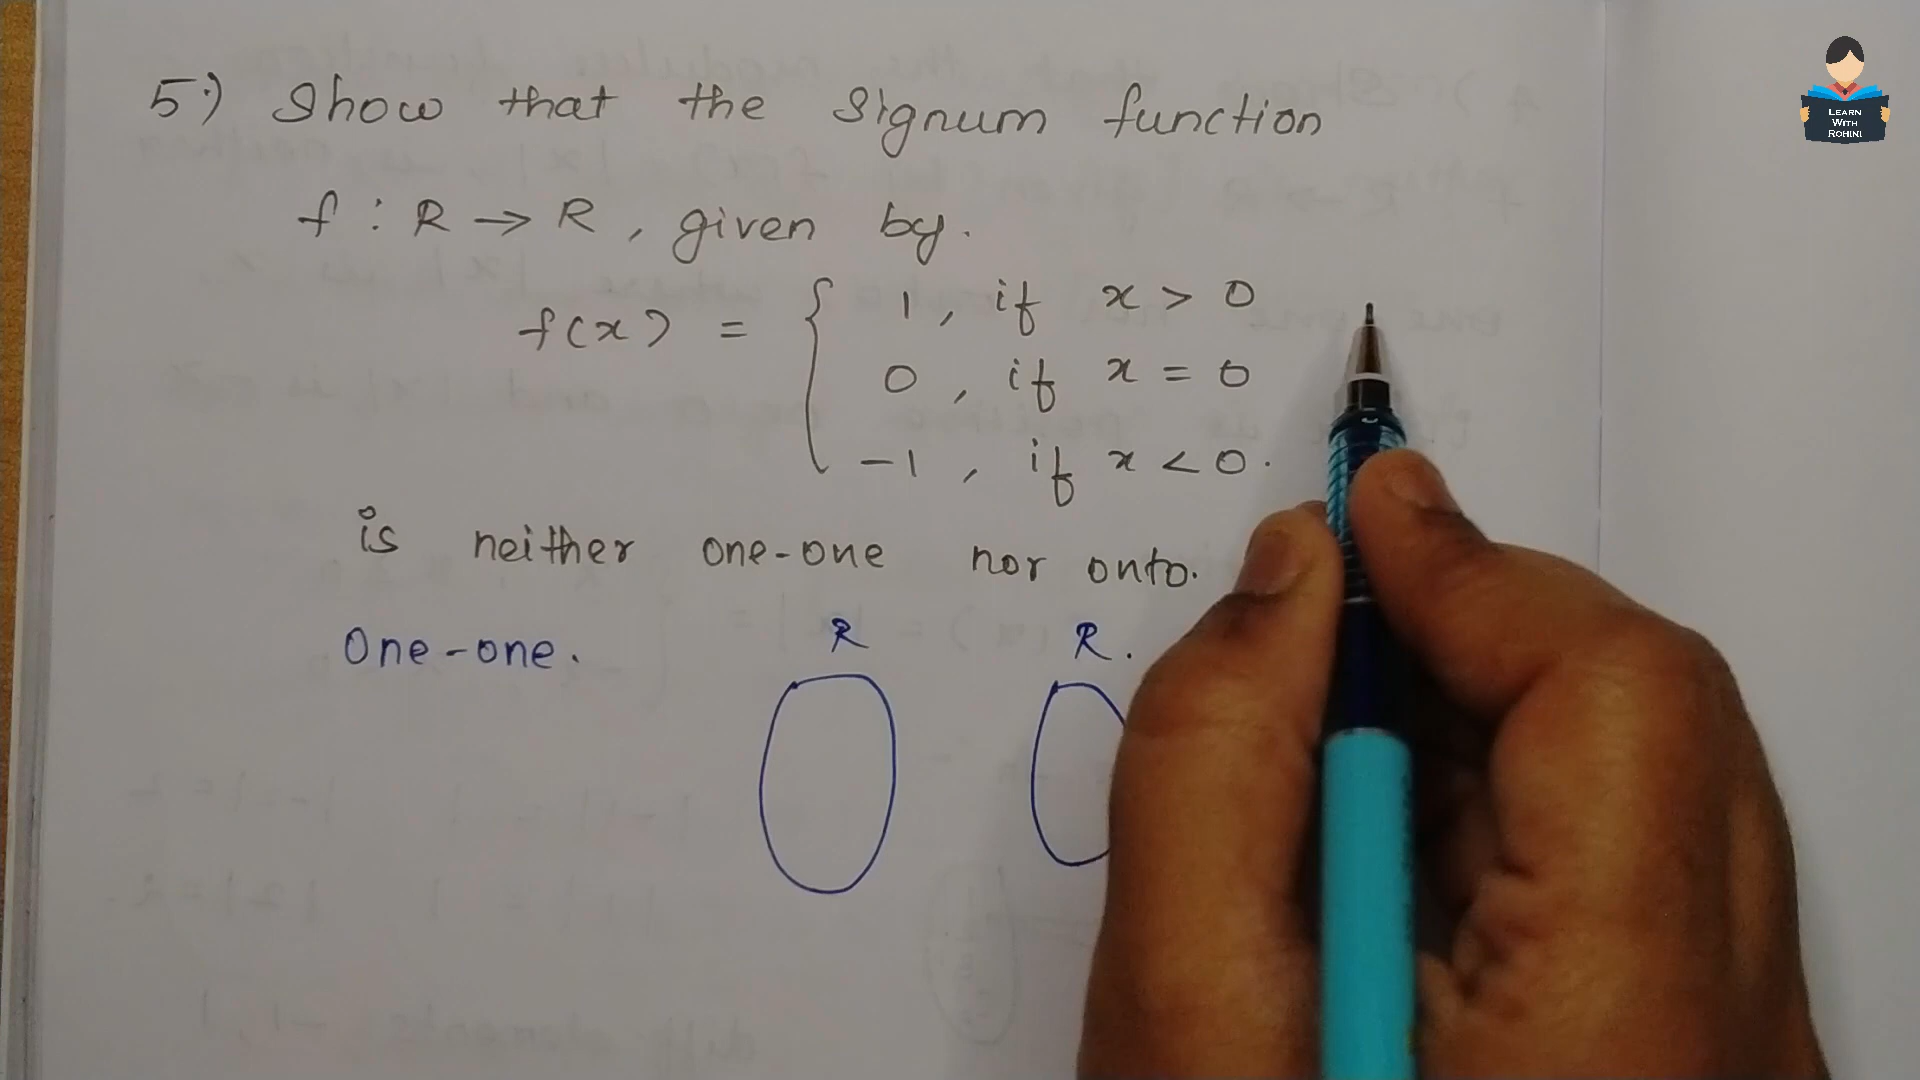 5.) Show that the Signum function
f : R → R , given by.
f(x) = { 1, if x > 0
0 , if x = 0
-1 , if x < 0.
is neither one-one nor onto.
One-one. R R.
LEARN
WITH
ROHINI